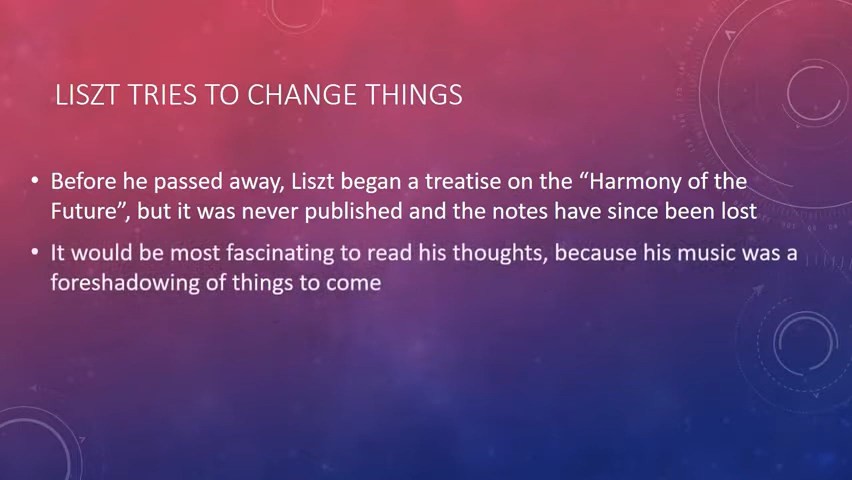 LISZT TRIES TO CHANGE THINGS
• Before he passed away, Liszt began a treatise on the “Harmony of the
Future”, but it was never published and the notes have since been lost
• It would be most fascinating to read his thoughts, because his music was a
foreshadowing of things to come